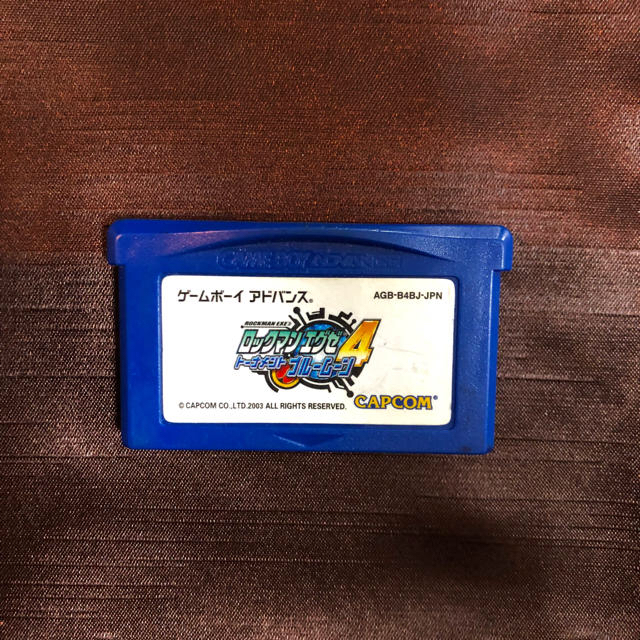 GAME BOY ADVANCE
ゲームボーイ アドバンス®
AGB-B4BJ-JPN
ROCKMAN EXE
ロックマン エグゼ 4
トーナメント ブルームーン
© CAPCOM CO.,LTD.2003 ALL RIGHTS RESERVED.
CAPCOM